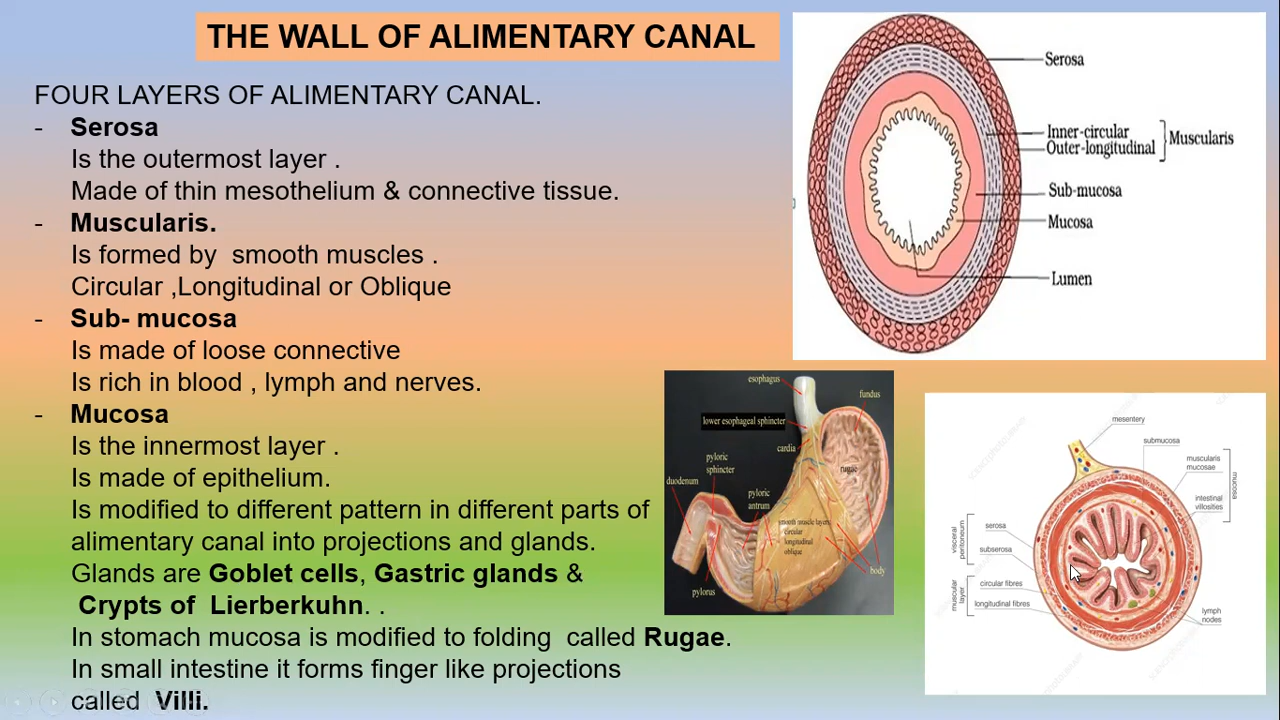 THE WALL OF ALIMENTARY CANAL
FOUR LAYERS OF ALIMENTARY CANAL.
- Serosa
Is the outermost layer .
Made of thin mesothelium & connective tissue.
- Muscularis.
Is formed by smooth muscles .
Circular ,Longitudinal or Oblique
- Sub- mucosa
Is made of loose connective
Is rich in blood , lymph and nerves.
- Mucosa
Is the innermost layer .
Is made of epithelium.
Is modified to different pattern in different parts of
alimentary canal into projections and glands.
Glands are Goblet cells, Gastric glands &
Crypts of Lierberkuhn. .
In stomach mucosa is modified to folding called Rugae.
In small intestine it forms finger like projections
called Villi.
Serosa
Inner-circular
Outer-longitudinal
Muscularis
Sub-mucosa
Mucosa
Lumen
esophagus
fundus
lower esophageal sphincter
cardia
rugae
pyloric
sphincter
duodenum
pyloric
antrum
smooth muscle layers:
circular
longitudinal
oblique
body
pylorus
mesentery
submucosa
muscularis
mucosae
mucosa
intestinal
villosities
serosa
visceral
peritoneum
subserosa
circular fibres
muscular
layer
longitudinal fibres
lymph
nodes